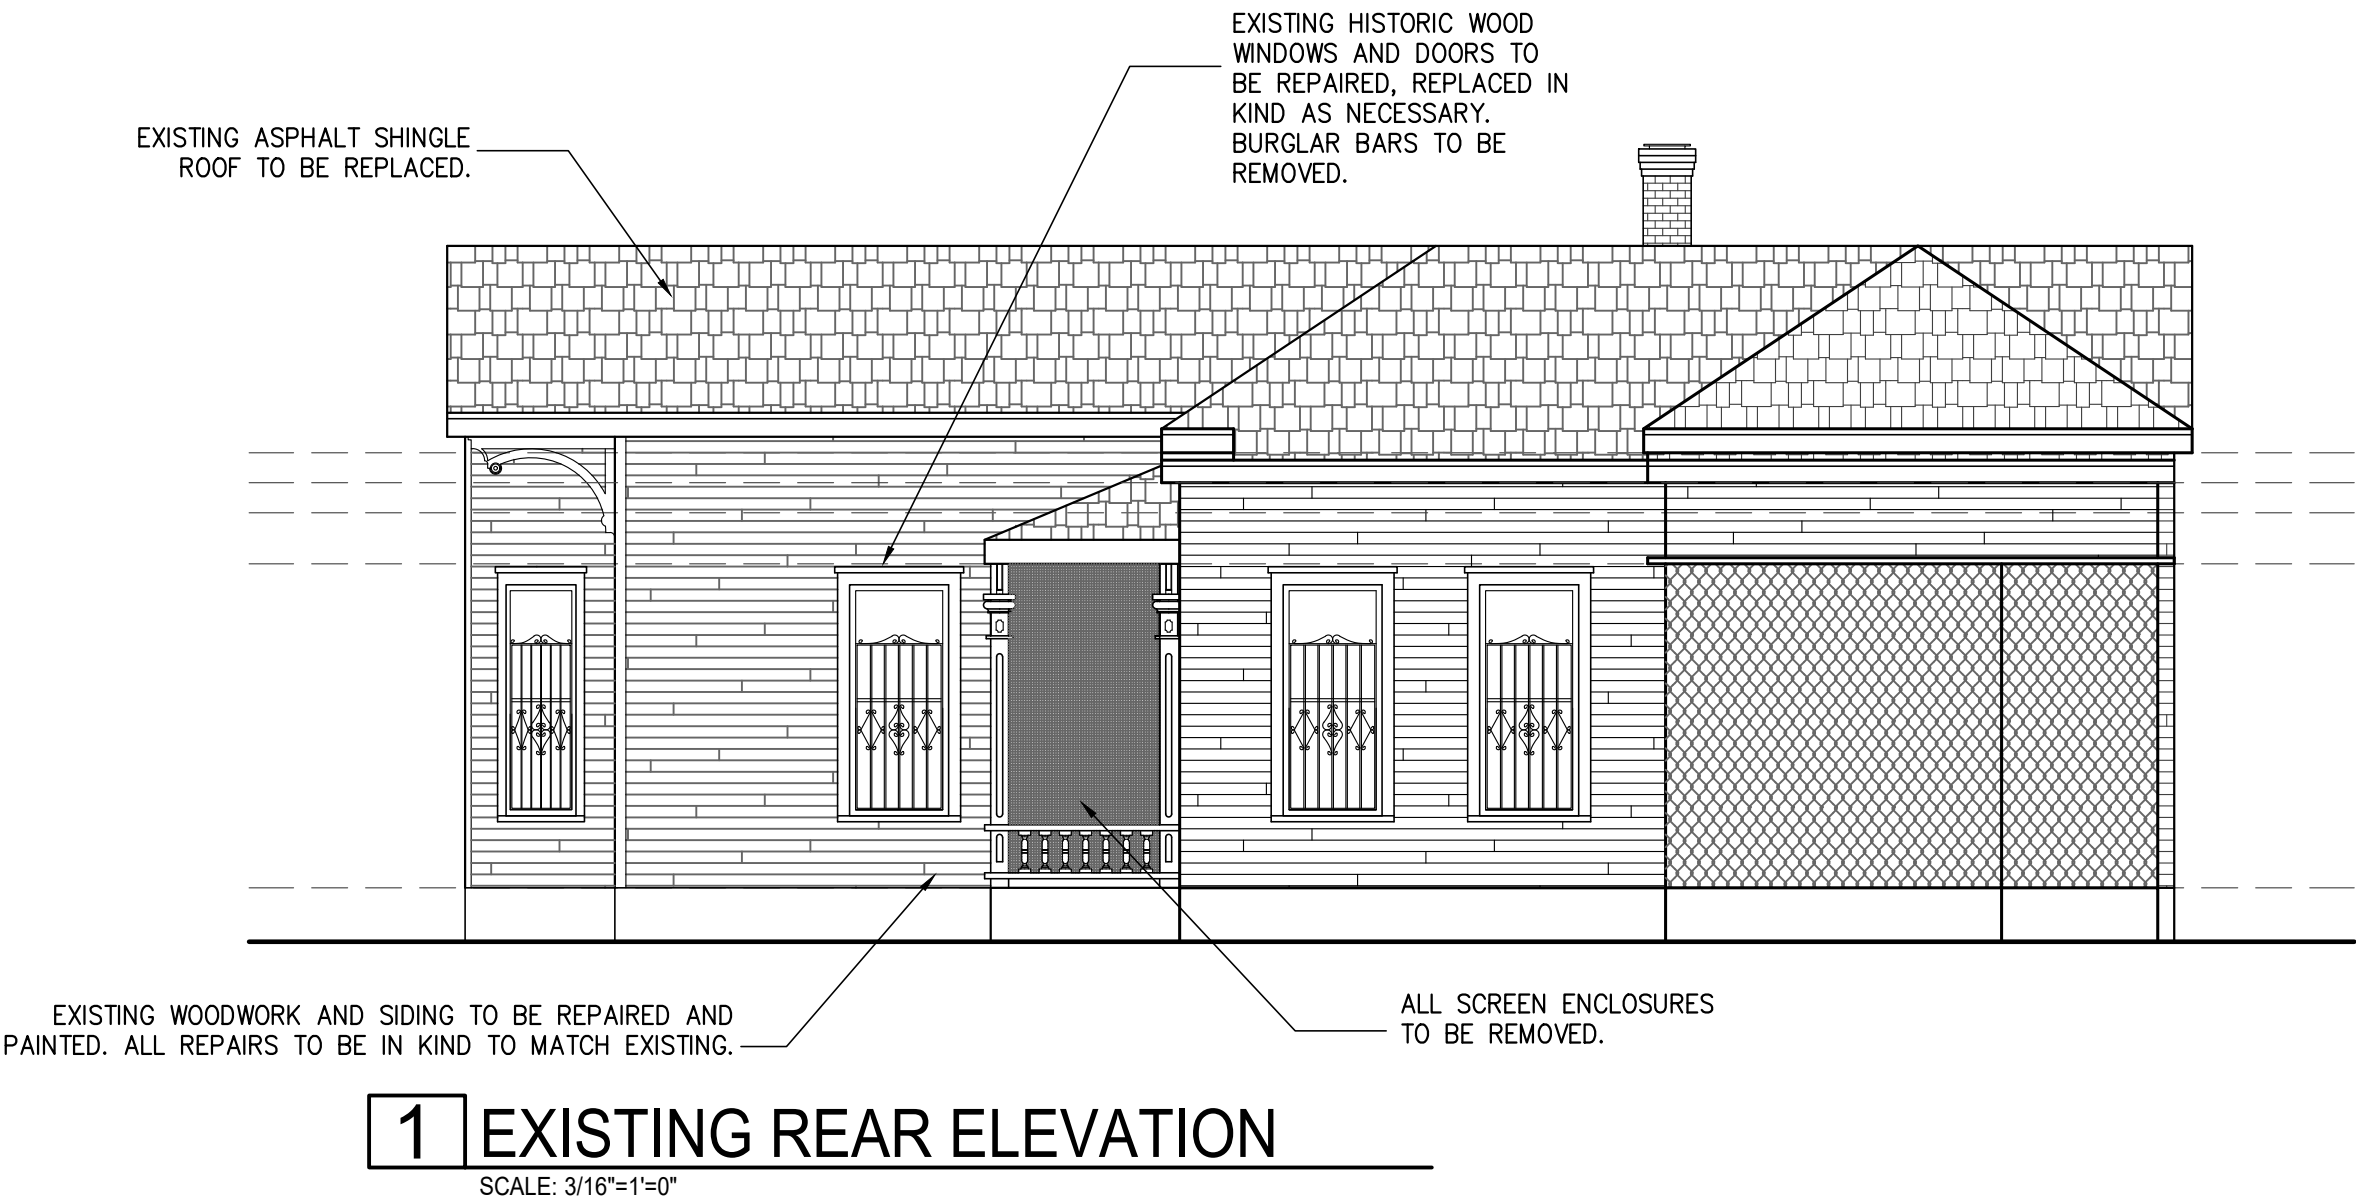 EXISTING HISTORIC WOOD
WINDOWS AND DOORS TO
BE REPAIRED, REPLACED IN
KIND AS NECESSARY.
BURGLAR BARS TO BE
REMOVED.
EXISTING ASPHALT SHINGLE
ROOF TO BE REPLACED.
EXISTING WOODWORK AND SIDING TO BE REPAIRED AND
PAINTED. ALL REPAIRS TO BE IN KIND TO MATCH EXISTING.
ALL SCREEN ENCLOSURES
TO BE REMOVED.
1 EXISTING REAR ELEVATION
SCALE: 3/16"=1'=0"